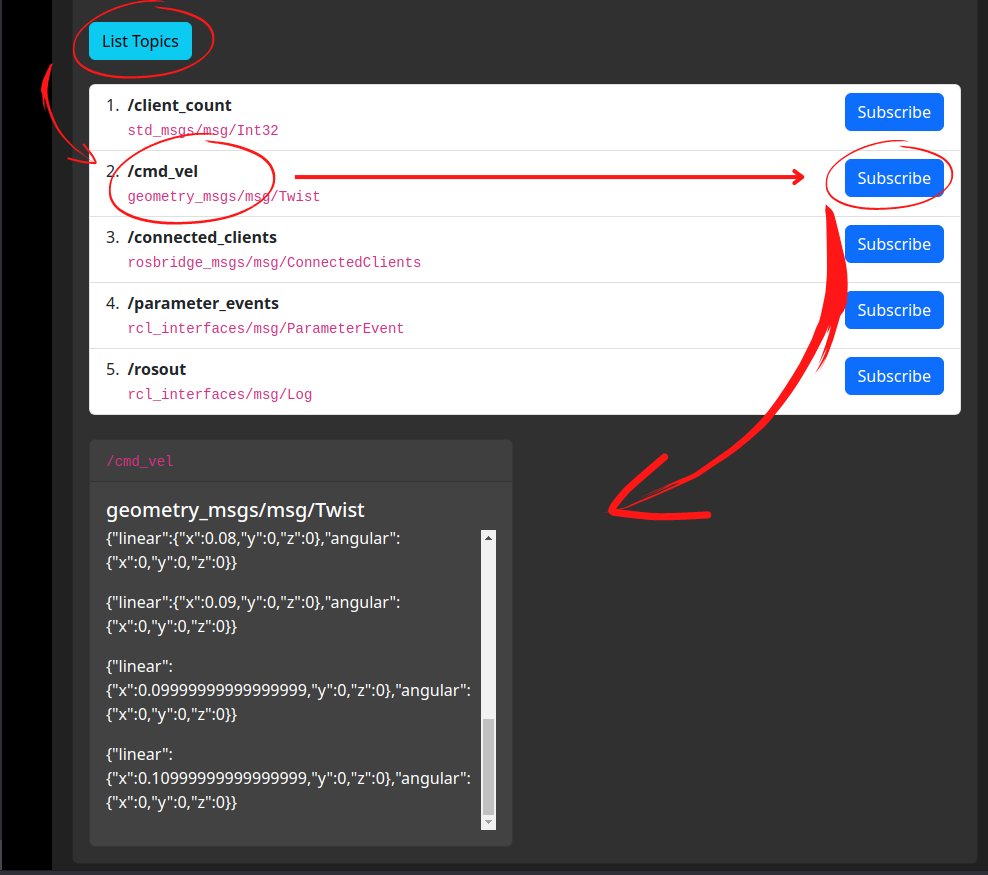 List Topics
1. /client_count
std_msgs/msg/Int32
Subscribe
2. /cmd_vel
geometry_msgs/msg/Twist
Subscribe
3. /connected_clients
rosbridge_msgs/msg/ConnectedClients
Subscribe
4. /parameter_events
rcl_interfaces/msg/ParameterEvent
Subscribe
5. /rosout
rcl_interfaces/msg/Log
Subscribe
/cmd_vel
geometry_msgs/msg/Twist
{"linear":{"x":0.08,"y":0,"z":0},"angular":
{"x":0,"y":0,"z":0}}
{"linear":{"x":0.09,"y":0,"z":0},"angular":
{"x":0,"y":0,"z":0}}
{"linear":
{"x":0.09999999999999999,"y":0,"z":0},"angular":
{"x":0,"y":0,"z":0}}
{"linear":
{"x":0.10999999999999999,"y":0,"z":0},"angular":
{"x":0,"y":0,"z":0}}